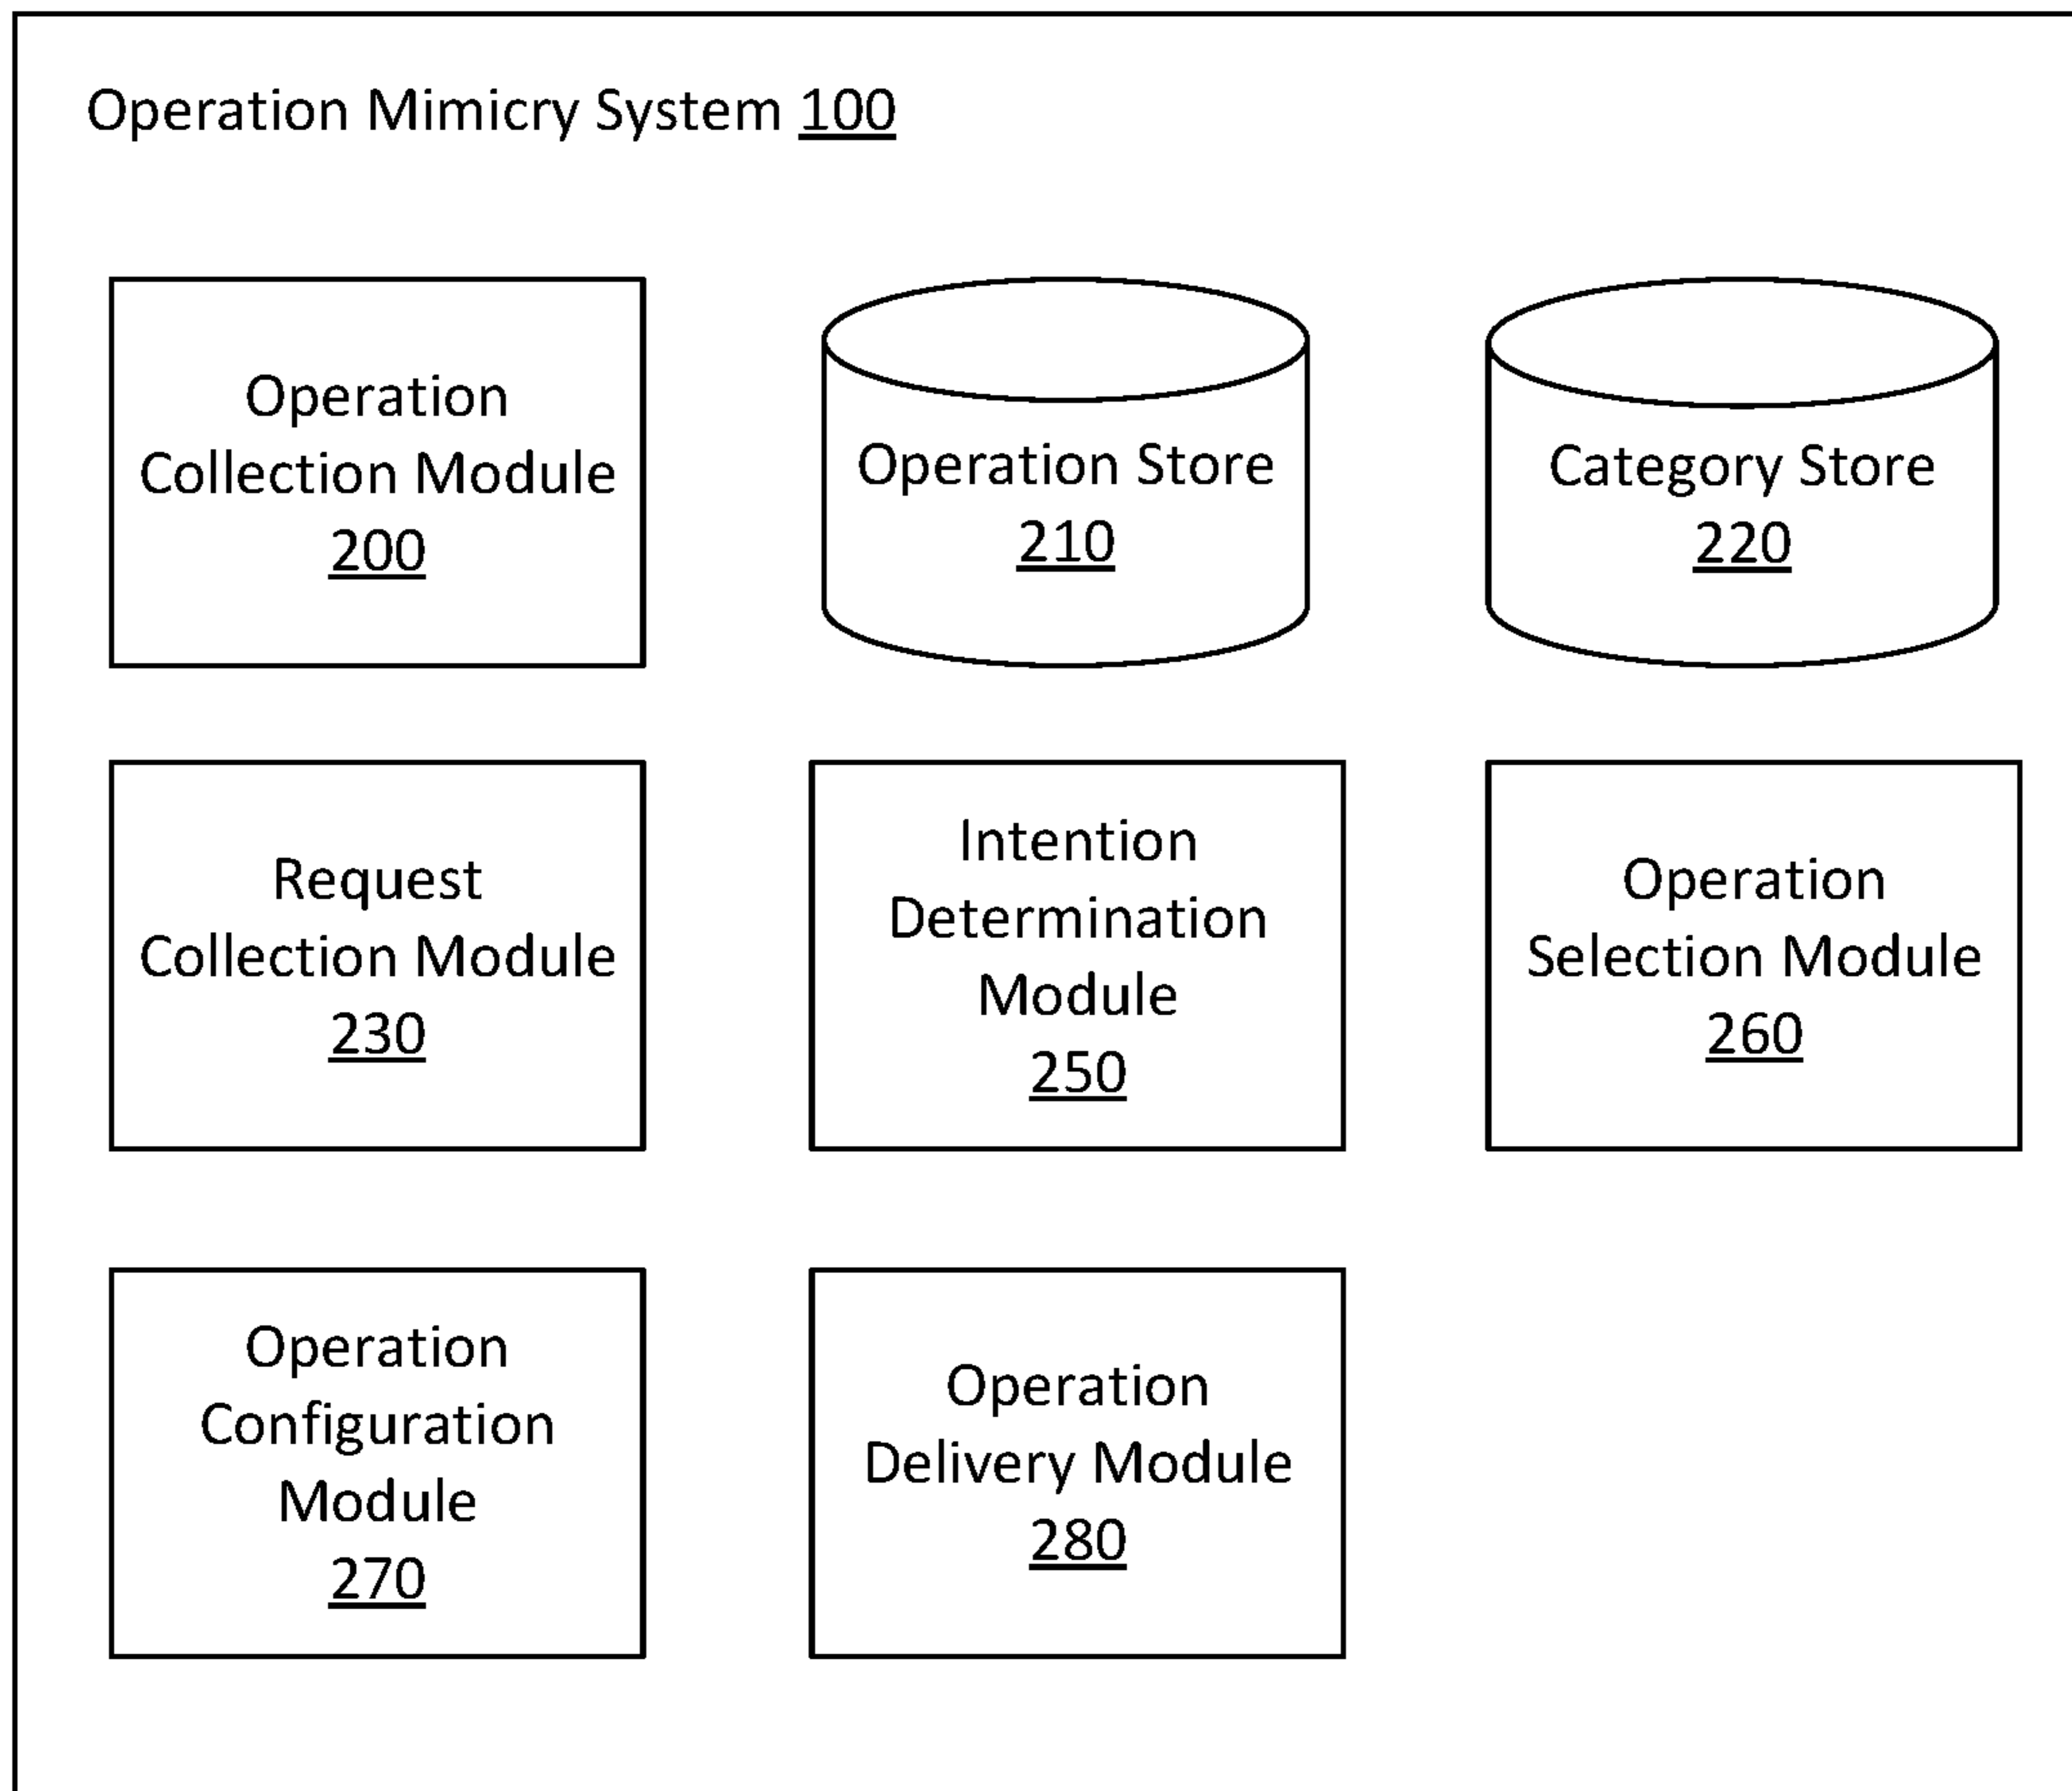 Operation Mimicry System 100
Operation
Collection Module
200
Operation Store
210
Category Store
220
Request
Collection Module
230
Intention
Determination
Module
250
Operation
Selection Module
260
Operation
Configuration
Module
270
Operation
Delivery Module
280